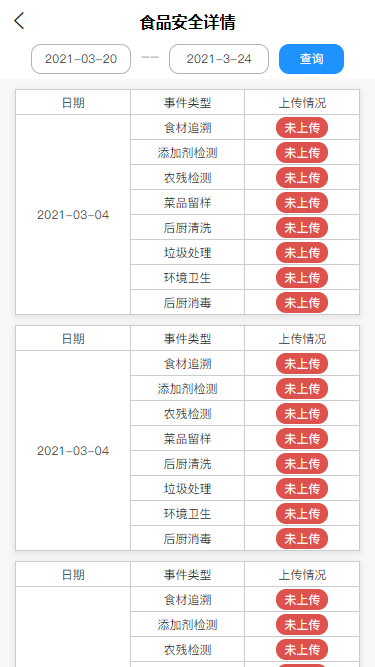 食品安全详情
2021-03-20 —— 2021-3-24 查询
日期 事件类型 上传情况
食材追溯 未上传
添加剂检测 未上传
农残检测 未上传
菜品留样 未上传
2021-03-04 后厨清洗 未上传
垃圾处理 未上传
环境卫生 未上传
后厨消毒 未上传
日期 事件类型 上传情况
食材追溯 未上传
添加剂检测 未上传
农残检测 未上传
菜品留样 未上传
2021-03-04 后厨清洗 未上传
垃圾处理 未上传
环境卫生 未上传
后厨消毒 未上传
日期 事件类型 上传情况
食材追溯 未上传
添加剂检测 未上传
农残检测 未上传